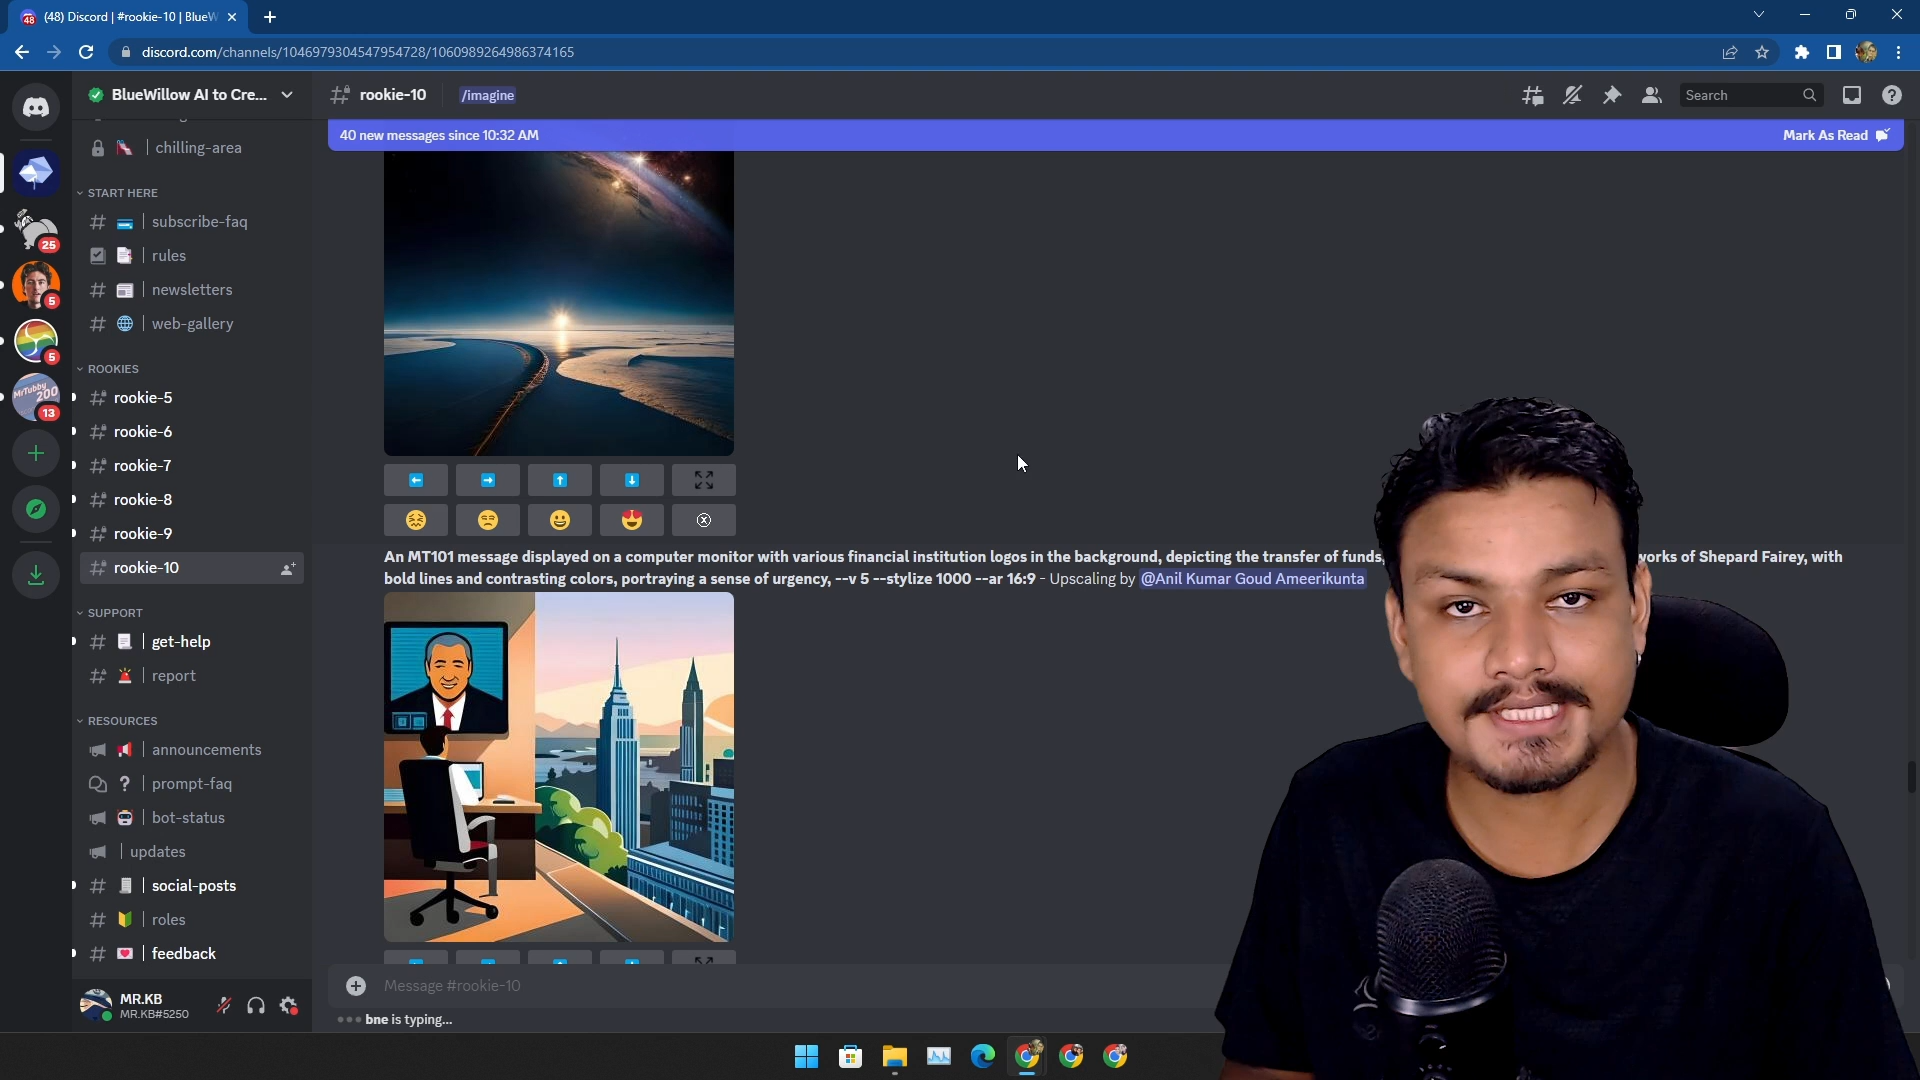 48
(48) Discord | #rookie-10 | BlueW
discord.com/channels/1046979304547954728/1060989264986374165
BlueWillow AI to Cre...
rookie-10
/imagine
Search
40 new messages since 10:32 AM
Mark As Read
chilling-area
START HERE
subscribe-faq
rules
newsletters
web-gallery
ROOKIES
rookie-5
rookie-6
rookie-7
rookie-8
rookie-9
rookie-10
SUPPORT
get-help
report
RESOURCES
announcements
prompt-faq
bot-status
updates
social-posts
roles
feedback
25
5
5
MrTubby
200
13
MR.KB
MR.KB#5250
An MT101 message displayed on a computer monitor with various financial institution logos in the background, depicting the transfer of funds, works of Shepard Fairey, with
bold lines and contrasting colors, portraying a sense of urgency, --v 5 --stylize 1000 --ar 16:9 - Upscaling by @Anil Kumar Goud Ameerikunta
Message #rookie-10
bne is typing...